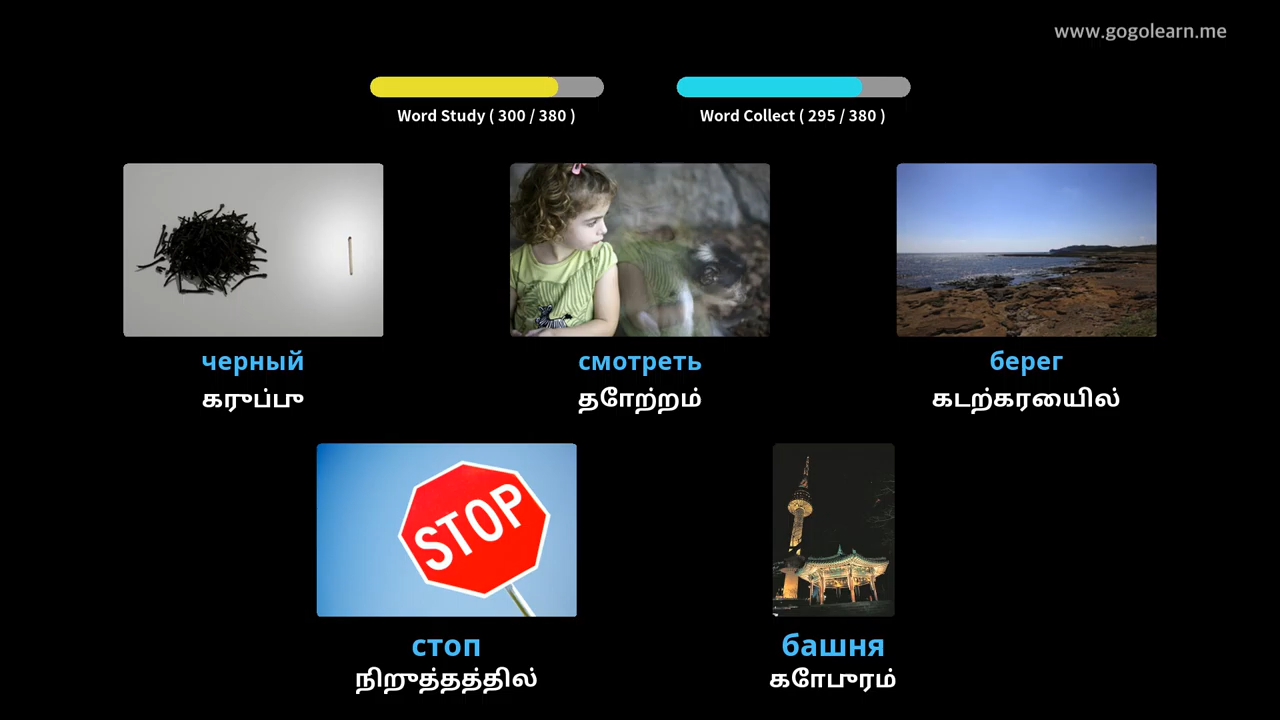 www.gogolearn.me
Word Study ( 300 / 380 )
Word Collect ( 295 / 380 )
черный
கருப்பு
смотреть
தோற்றம்
берег
கடற்கரையில்
STOP
стоп
நிறுத்தத்தில்
башня
கோபுரம்